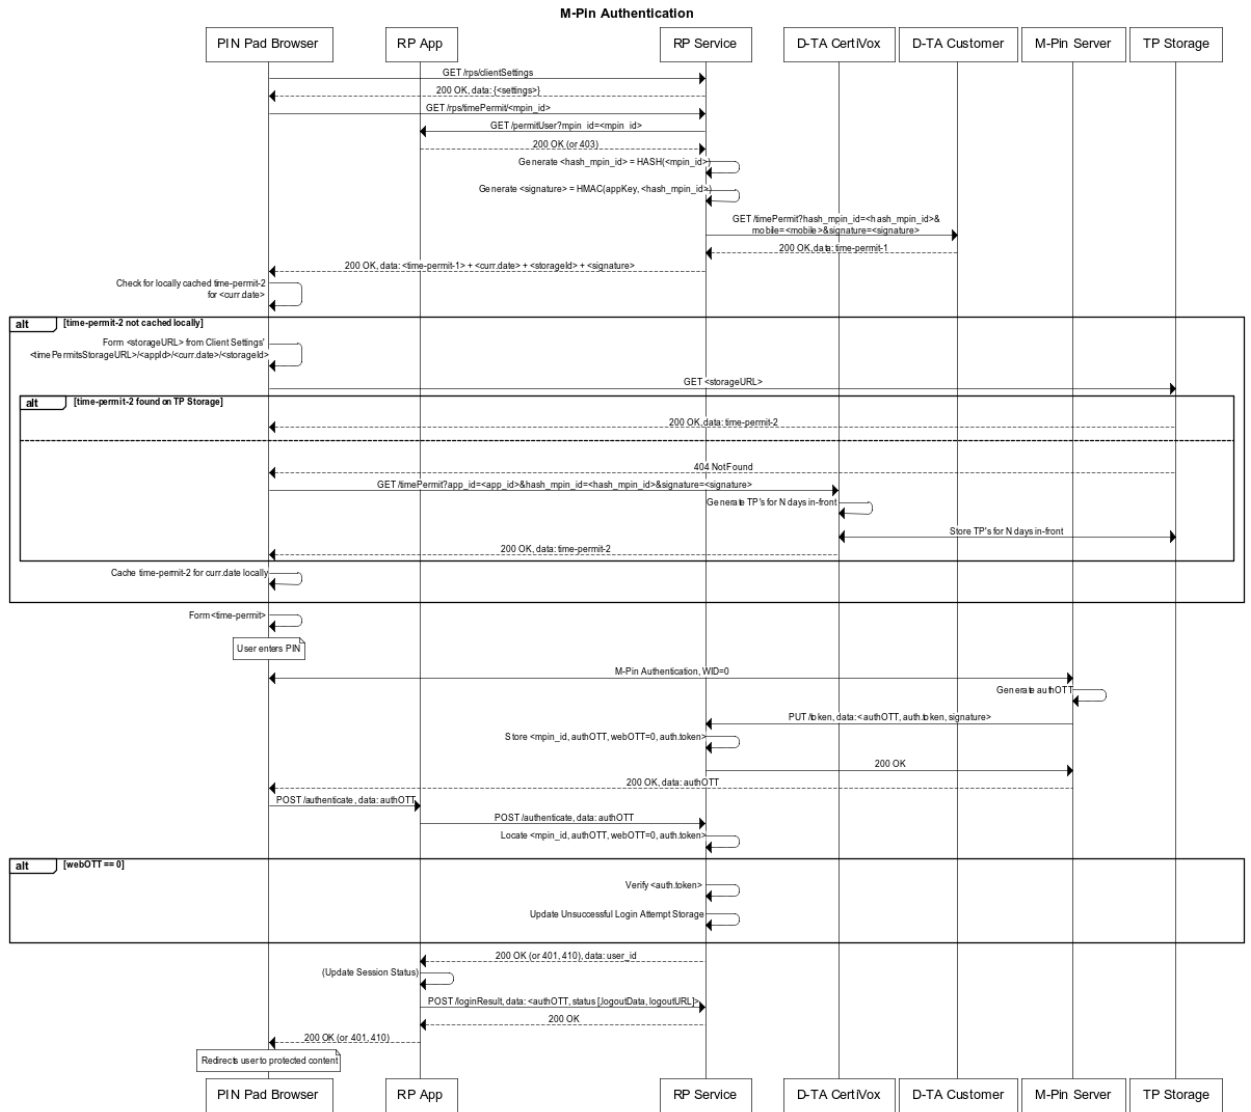 M-Pin Authentication
PIN Pad Browser
RP App
RP Service
D-TA CertiVox
D-TA Customer
M-Pin Server
TP Storage
GET /rps/clientSettings
200 OK, data: {<settings>}
GET /rps/timePermit/<mpin_id>
GET /permitUser?mpin_id=<mpin_id>
200 OK (or 403)
Generate <hash_mpin_id> = HASH(<mpin_id>)
Generate <signature> = HMAC(appKey, <hash_mpin_id>)
GET /timePermit?hash_mpin_id=<hash_mpin_id>&
mobile=<mobile>&signature=<signature>
200 OK, data: time-permit-1
200 OK, data: <time-permit-1> + <curr.date> + <storageId> + <signature>
Check for locally cached time-permit-2
for <curr.date>
alt
[time-permit-2 not cached locally]
Form <storageURL> from Client Settings'
<timePermitsStorageURL>/<appId>/<curr.date>/<storageId>
GET <storageURL>
alt
[time-permit-2 found on TP Storage]
200 OK, data: time-permit-2
404 NotFound
GET /timePermit?app_id=<app_id>&hash_mpin_id=<hash_mpin_id>&signature=<signature>
Generate TP's for N days in-front
Store TP's for N days in-front
200 OK, data: time-permit-2
Cache time-permit-2 for curr.date locally
Form <time-permit>
User enters PIN
M-Pin Authentication, WID=0
Generate authOTT
PUT /token, data: <authOTT, auth.token, signature>
Store <mpin_id, authOTT, webOTT=0, auth.token>
200 OK
200 OK, data: authOTT
POST /authenticate, data: authOTT
POST /authenticate, data: authOTT
Locate <mpin_id, authOTT, webOTT=0, auth.token>
alt
[webOTT == 0]
Verify <auth.token>
Update Unsuccessful Login Attempt Storage
200 OK (or 401, 410), data: user_id
(Update Session Status)
POST /loginResult, data: <authOTT, status [,logoutData, logoutURL]>
200 OK
200 OK (or 401, 410)
Redirects user to protected content
PIN Pad Browser
RP App
RP Service
D-TA CertiVox
D-TA Customer
M-Pin Server
TP Storage